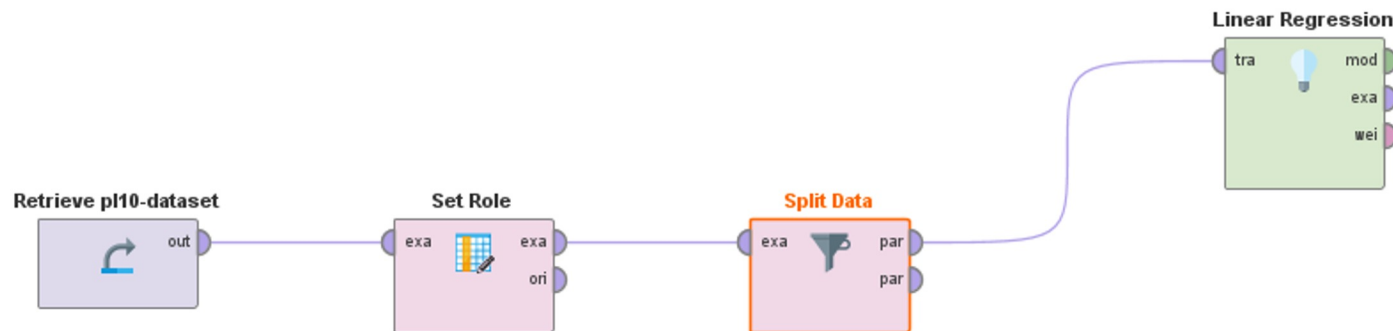 Linear Regression
tra
mod
exa
wei
Retrieve pl10-dataset
out
Set Role
exa
exa
ori
Split Data
exa
par
par